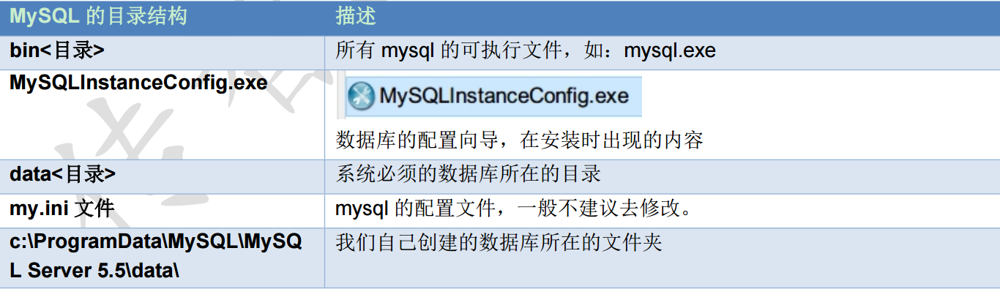 MySQL 的目录结构 描述
bin<目录> 所有 mysql 的可执行文件，如：mysql.exe
MySQLInstanceConfig.exe MySQLInstanceConfig.exe
数据库的配置向导，在安装时出现的内容
data<目录> 系统必须的数据库所在的目录
my.ini 文件 mysql 的配置文件，一般不建议去修改。
c:\ProgramData\MySQL\MySQ 我们自己创建的数据库所在的文件夹
L Server 5.5\data\